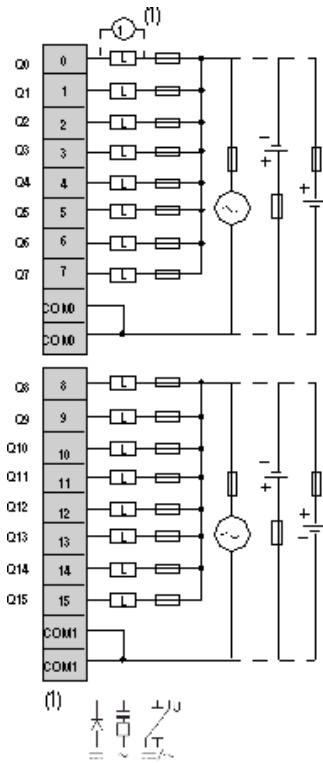 (1)
1
Q0 0 L
Q1 1 L
Q2 2 L
Q3 3 L
Q4 4 L
Q5 5 L
Q6 6 L
Q7 7 L
COM0
COM0
Q8 8 L
Q9 9 L
Q10 10 L
Q11 11 L
Q12 12 L
Q13 13 L
Q14 14 L
Q15 15 L
COM1
COM1
(1)